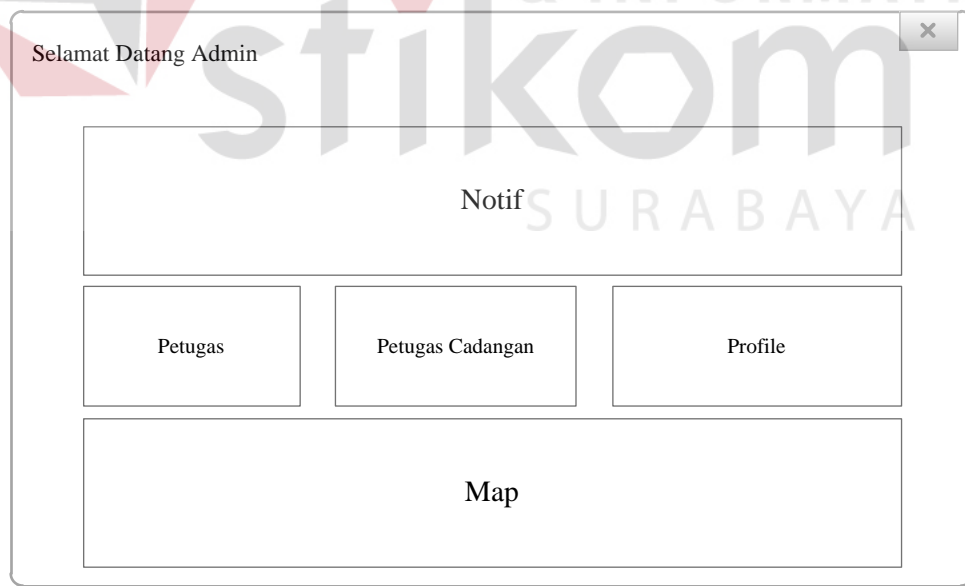 Selamat Datang Admin
stikom
SURABAYA
Notif
Petugas
Petugas Cadangan
Profile
Map